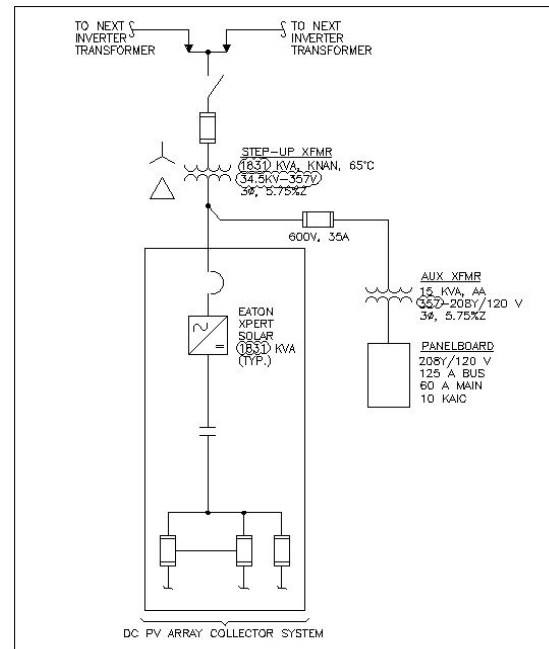 TO NEXT
INVERTER
TRANSFORMER
TO NEXT
INVERTER
TRANSFORMER
STEP-UP XFMR
1831 KVA, KNAN, 65°C
34.5KV-357V
3ø, 5.75%Z
600V, 35A
AUX XFMR
15 KVA, AA
357-208Y/120 V
3ø, 5.75%Z
EATON
XPERT
SOLAR
1831 KVA
(TYP.)
PANELBOARD
208Y/120 V
125 A BUS
60 A MAIN
10 KAIC
DC PV ARRAY COLLECTOR SYSTEM